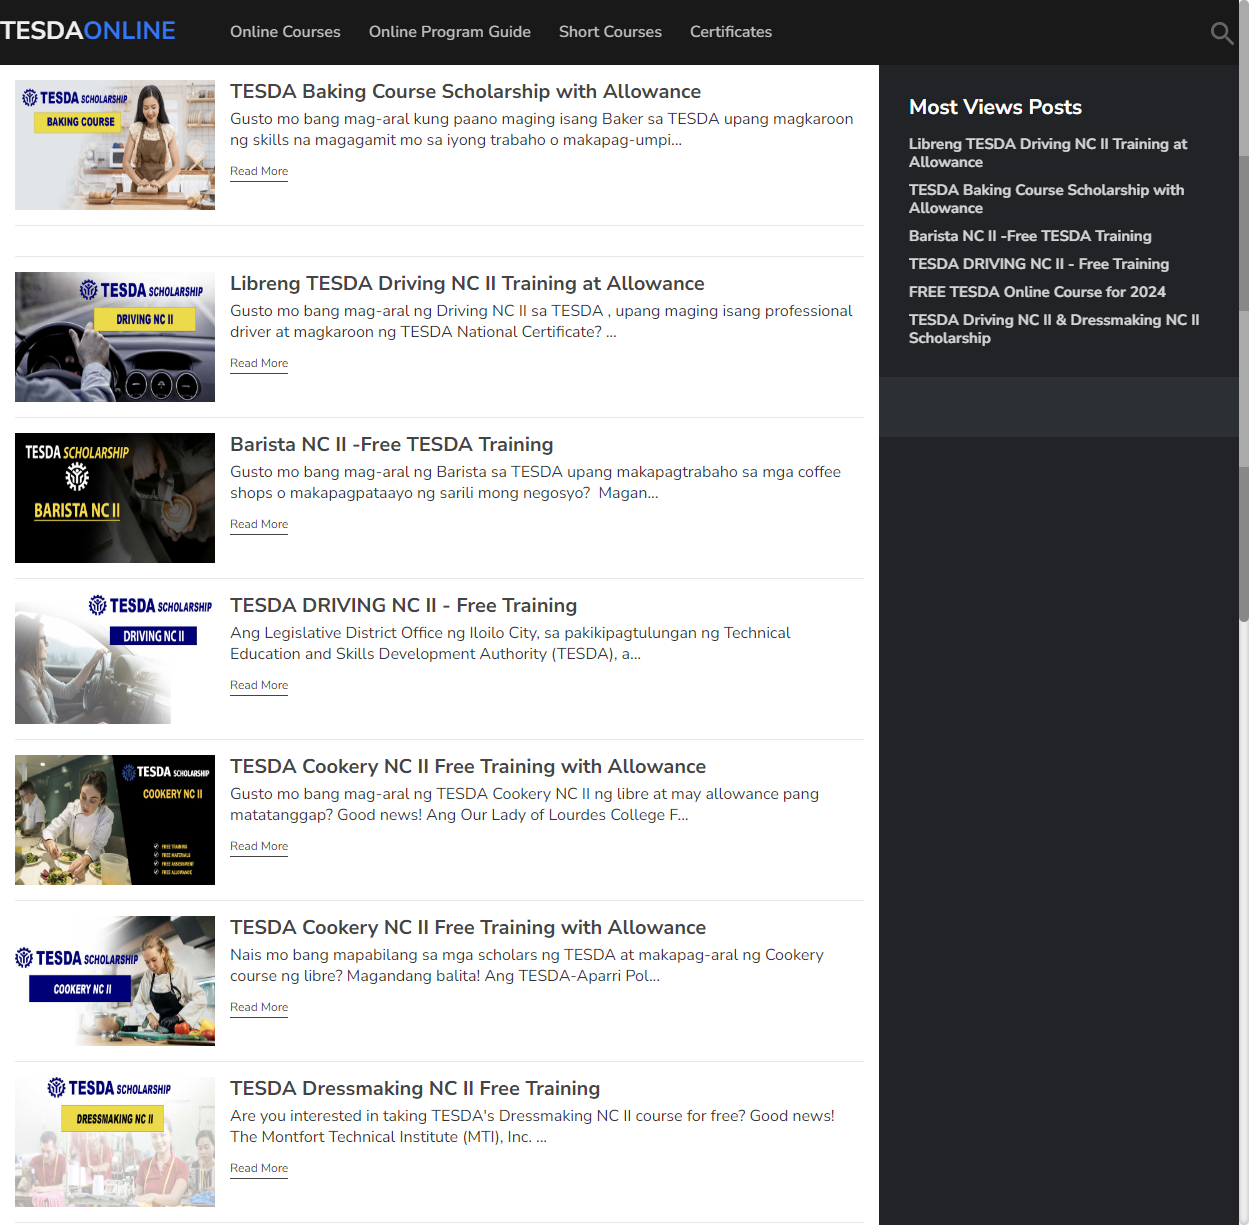 TESDAONLINE
Online Courses
Online Program Guide
Short Courses
Certificates
TESDA SCHOLARSHIP
BAKING COURSE
TESDA Baking Course Scholarship with Allowance
Gusto mo bang mag-aral kung paano maging isang Baker sa TESDA upang magkaroon
ng skills na magagamit mo sa iyong trabaho o makapag-umpi...
Read More
TESDA SCHOLARSHIP
DRIVING NC II
Libreng TESDA Driving NC II Training at Allowance
Gusto mo bang mag-aral ng Driving NC II sa TESDA , upang maging isang professional
driver at magkaroon ng TESDA National Certificate? ...
Read More
TESDA SCHOLARSHIP
BARISTA NC II
Barista NC II -Free TESDA Training
Gusto mo bang mag-aral ng Barista sa TESDA upang makapagtrabaho sa mga coffee
shops o makapagpataayo ng sarili mong negosyo?  Magan...
Read More
TESDA SCHOLARSHIP
DRIVING NC II
TESDA DRIVING NC II - Free Training
Ang Legislative District Office ng Iloilo City, sa pakikipagtulungan ng Technical
Education and Skills Development Authority (TESDA), a...
Read More
TESDA SCHOLARSHIP
COOKERY NC II
FREE TRAINING
FREE MATERIALS
FREE ASSESSMENT
FREE ALLOWANCE
TESDA Cookery NC II Free Training with Allowance
Gusto mo bang mag-aral ng TESDA Cookery NC II ng libre at may allowance pang
matatanggap? Good news! Ang Our Lady of Lourdes College F...
Read More
TESDA SCHOLARSHIP
COOKERY NC II
TESDA Cookery NC II Free Training with Allowance
Nais mo bang mapabilang sa mga scholars ng TESDA at makapag-aral ng Cookery
course ng libre? Magandang balita! Ang TESDA-Aparri Pol...
Read More
TESDA SCHOLARSHIP
DRESSMAKING NC II
TESDA Dressmaking NC II Free Training
Are you interested in taking TESDA's Dressmaking NC II course for free? Good news!
The Montfort Technical Institute (MTI), Inc. ...
Read More
Most Views Posts
Libreng TESDA Driving NC II Training at
Allowance
TESDA Baking Course Scholarship with
Allowance
Barista NC II -Free TESDA Training
TESDA DRIVING NC II - Free Training
FREE TESDA Online Course for 2024
TESDA Driving NC II & Dressmaking NC II
Scholarship